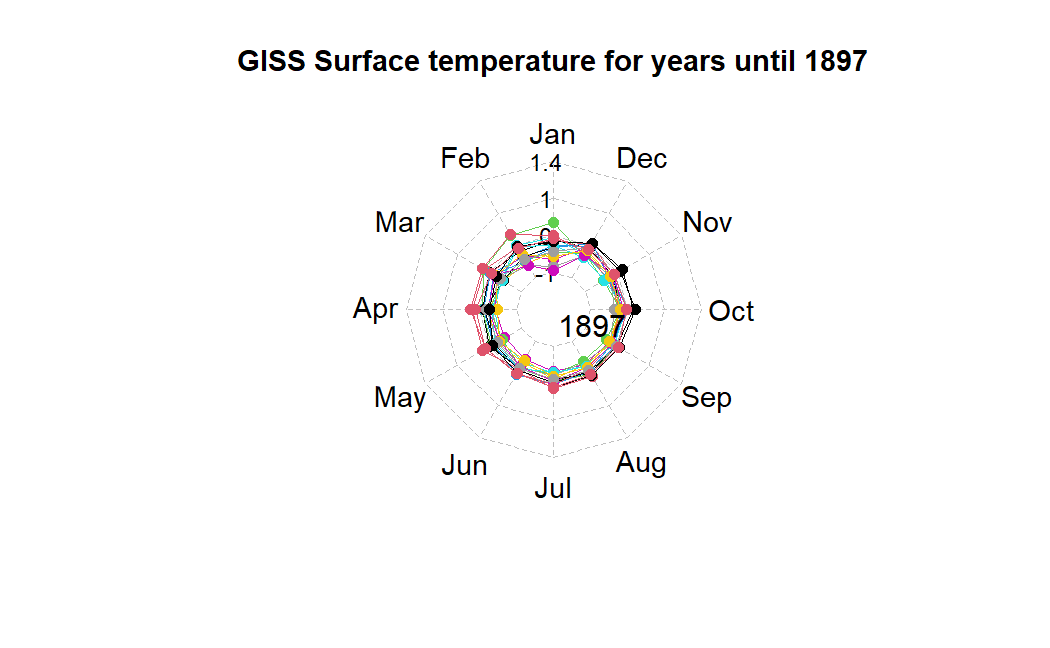 GISS Surface temperature for years until 1897
Jan
Feb
Dec
1.4
Mar
1
Nov
0
-1
Apr
Oct
1897
May
Sep
Jun
Aug
Jul